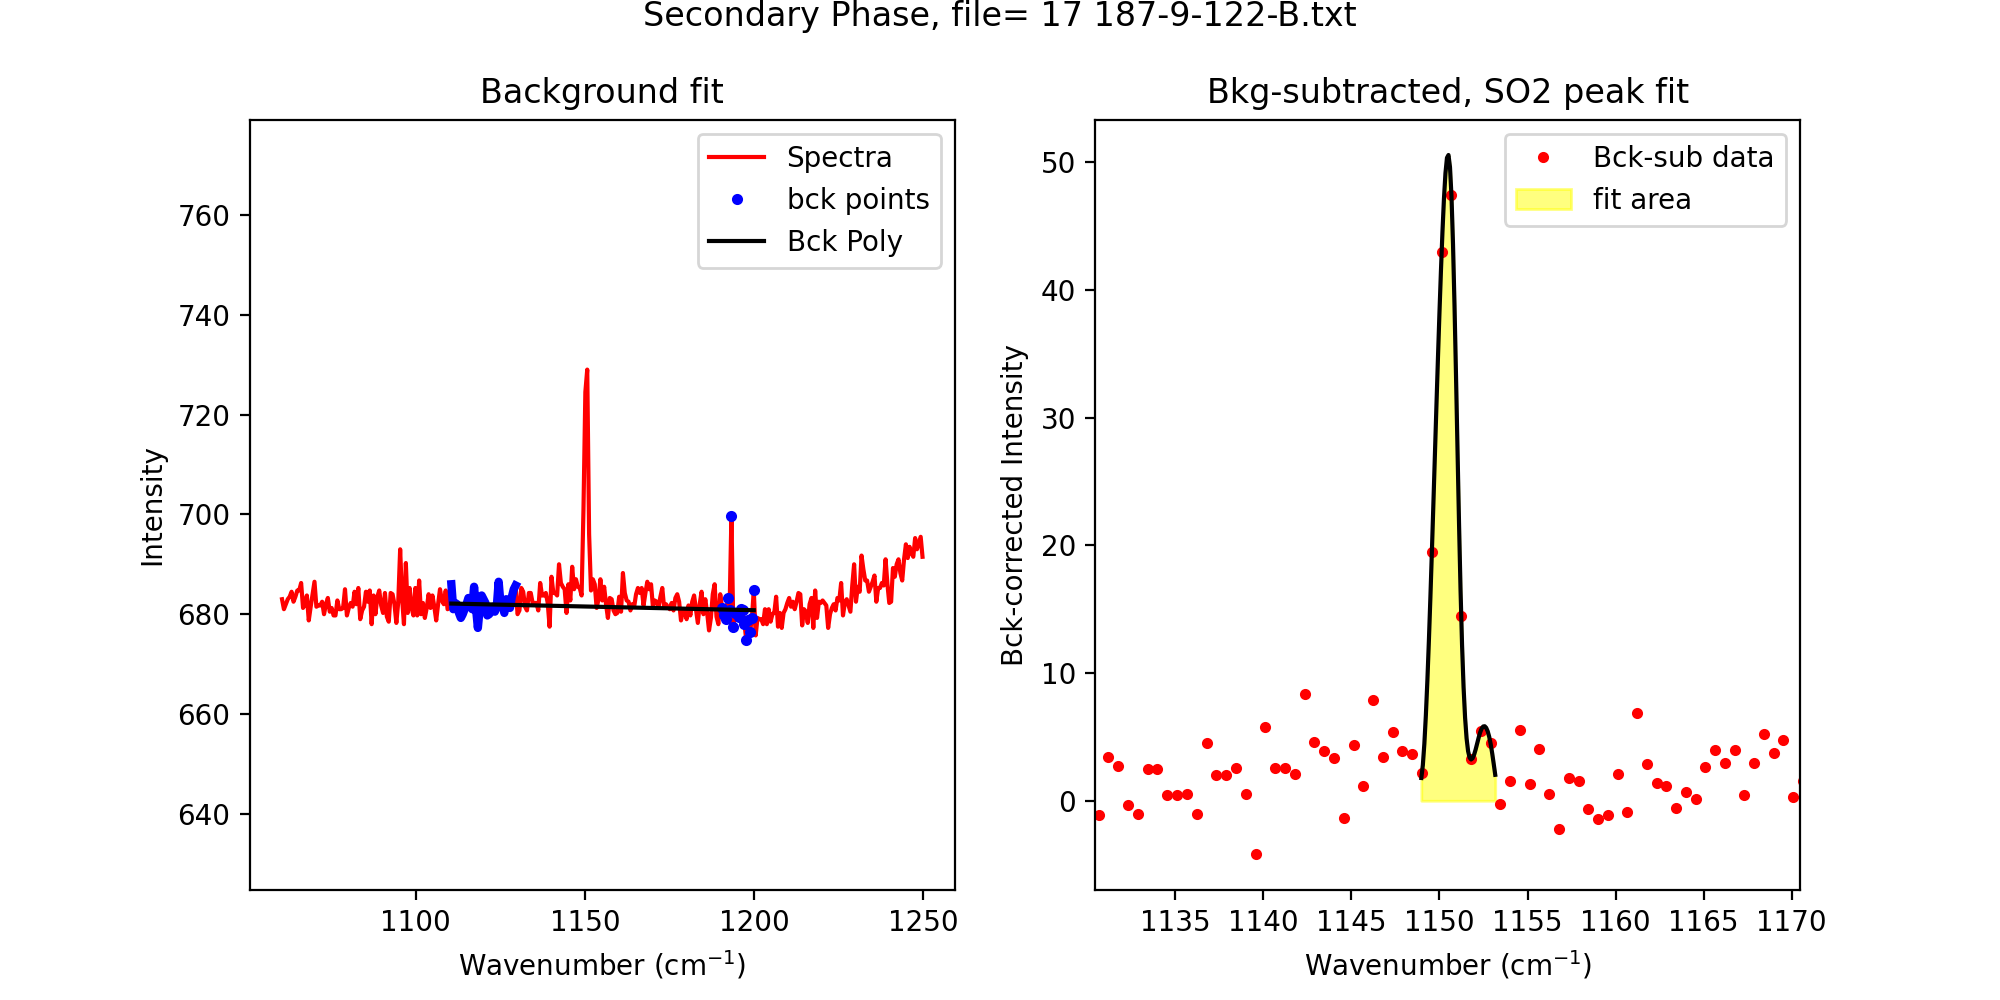 Secondary Phase, file= 17 187-9-122-B.txt
Background fit
Spectra
bck points
Bck Poly
Intensity
760
740
720
700
680
660
640
1100 1150 1200 1250
Wavenumber (cm⁻¹)
Bkg-subtracted, SO2 peak fit
Bck-sub data
fit area
Bck-corrected Intensity
50
40
30
20
10
0
1135 1140 1145 1150 1155 1160 1165 1170
Wavenumber (cm⁻¹)